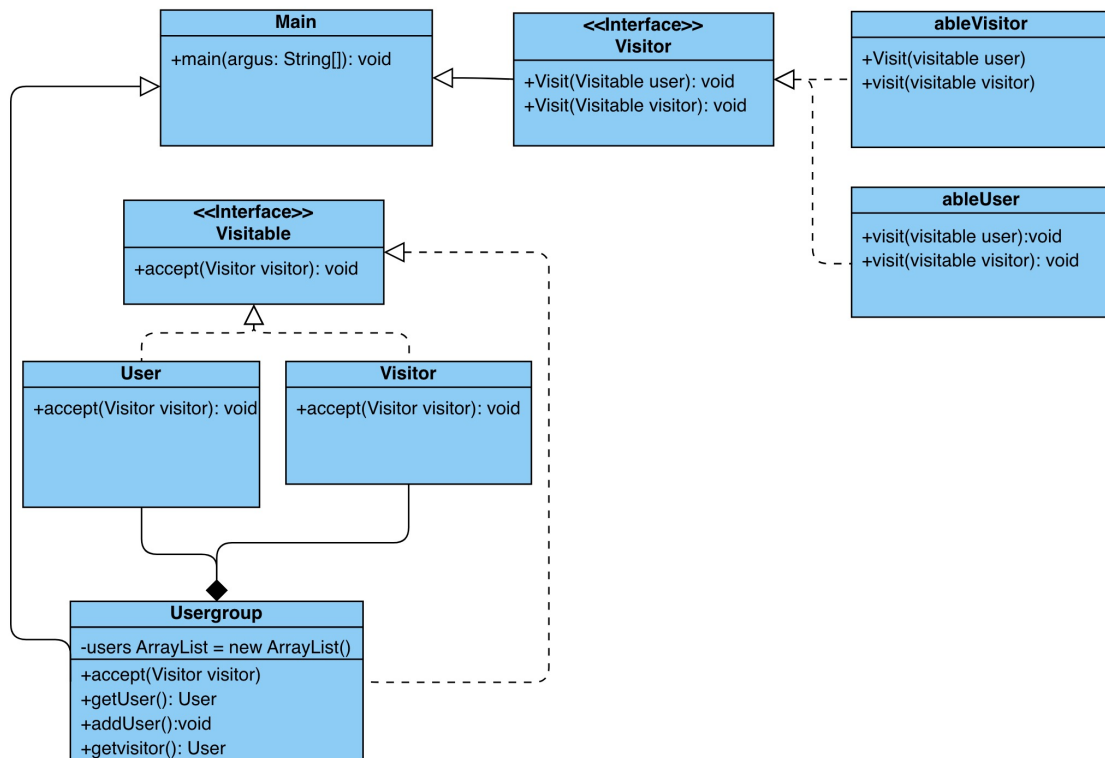 Main
+main(argus: String[]): void
<<Interface>>
Visitor
+Visit(Visitable user): void
+Visit(Visitable visitor): void
ableVisitor
+Visit(visitable user)
+visit(visitable visitor)
ableUser
+visit(visitable user):void
+visit(visitable visitor): void
<<Interface>>
Visitable
+accept(Visitor visitor): void
User
+accept(Visitor visitor): void
Visitor
+accept(Visitor visitor): void
Usergroup
-users ArrayList = new ArrayList()
+accept(Visitor visitor)
+getUser(): User
+addUser():void
+getvisitor(): User